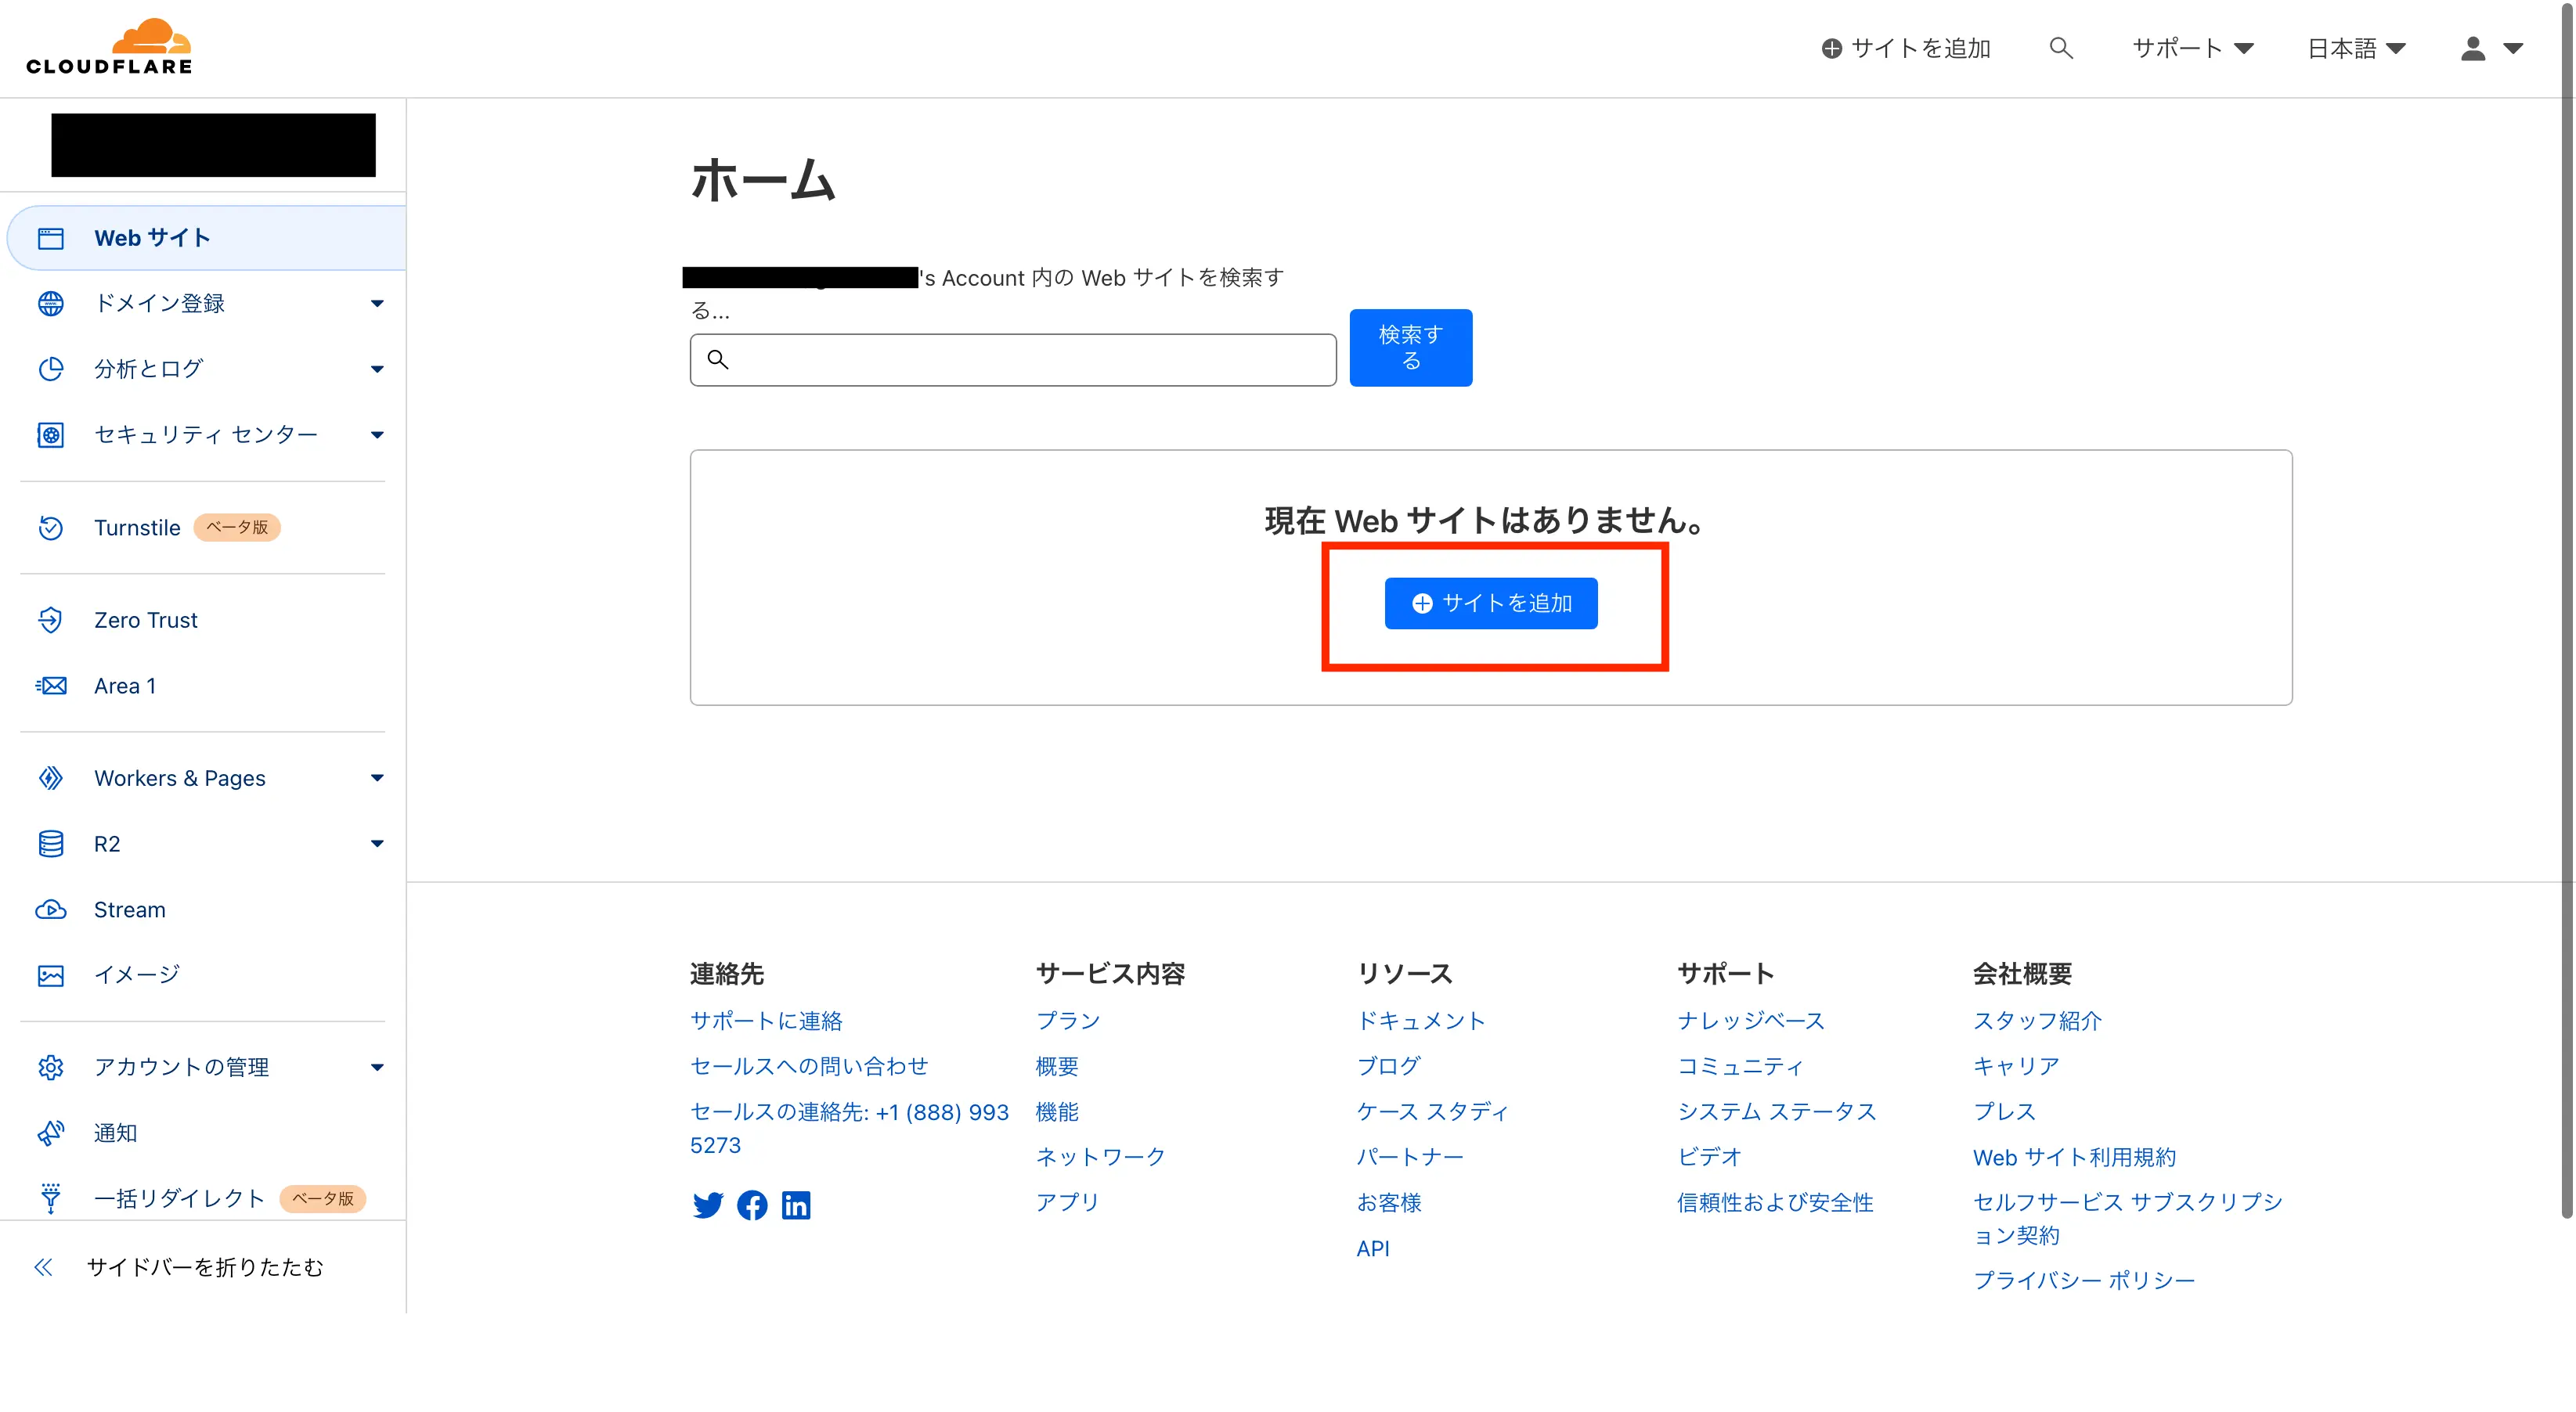 CLOUDFLARE
サイトを追加
サポート
日本語
Web サイト
ドメイン登録
分析とログ
セキュリティ センター
Turnstile ベータ版
Zero Trust
Area 1
Workers & Pages
R2
Stream
イメージ
アカウントの管理
通知
一括リダイレクト ベータ版
サイドバーを折りたたむ
ホーム
's Account 内の Web サイトを検索す
る...
検索す
る
現在 Web サイトはありません。
サイトを追加
連絡先
サポートに連絡
セールスへの問い合わせ
セールスの連絡先: +1 (888) 993
5273
サービス内容
プラン
概要
機能
ネットワーク
アプリ
リソース
ドキュメント
ブログ
ケース スタディ
パートナー
お客様
API
サポート
ナレッジベース
コミュニティ
システム ステータス
ビデオ
信頼性および安全性
会社概要
スタッフ紹介
キャリア
プレス
Web サイト利用規約
セルフサービス サブスクリプシ
ョン契約
プライバシー ポリシー